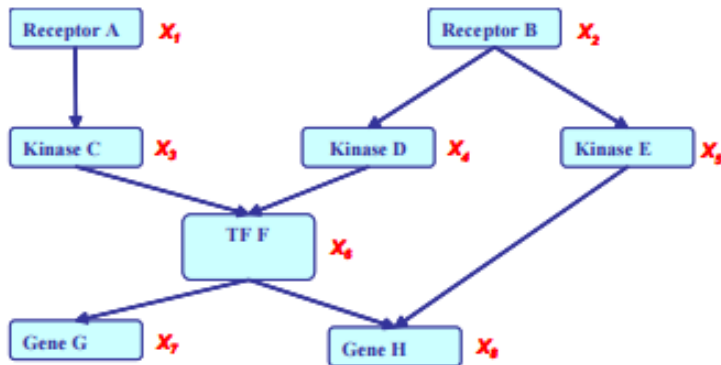 Receptor A X₁ Receptor B X₂
Kinase C X₃ Kinase D X₄ Kinase E X₅
TF F X₆
Gene G X₇ Gene H X₈